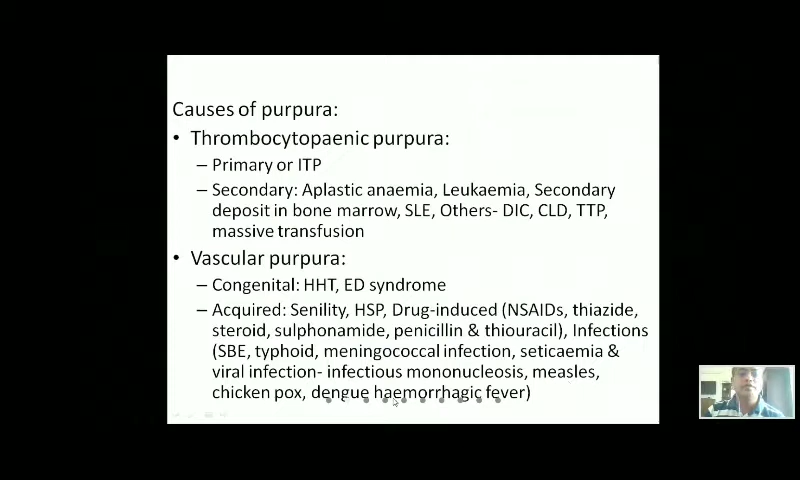 Causes of purpura:
• Thrombocytopaenic purpura:
– Primary or ITP
– Secondary: Aplastic anaemia, Leukaemia, Secondary
deposit in bone marrow, SLE, Others- DIC, CLD, TTP,
massive transfusion
• Vascular purpura:
– Congenital: HHT, ED syndrome
– Acquired: Senility, HSP, Drug-induced (NSAIDs, thiazide,
steroid, sulphonamide, penicillin & thiouracil), Infections
(SBE, typhoid, meningococcal infection, seticaemia &
viral infection- infectious mononucleosis, measles,
chicken pox, dengue haemorrhagic fever)